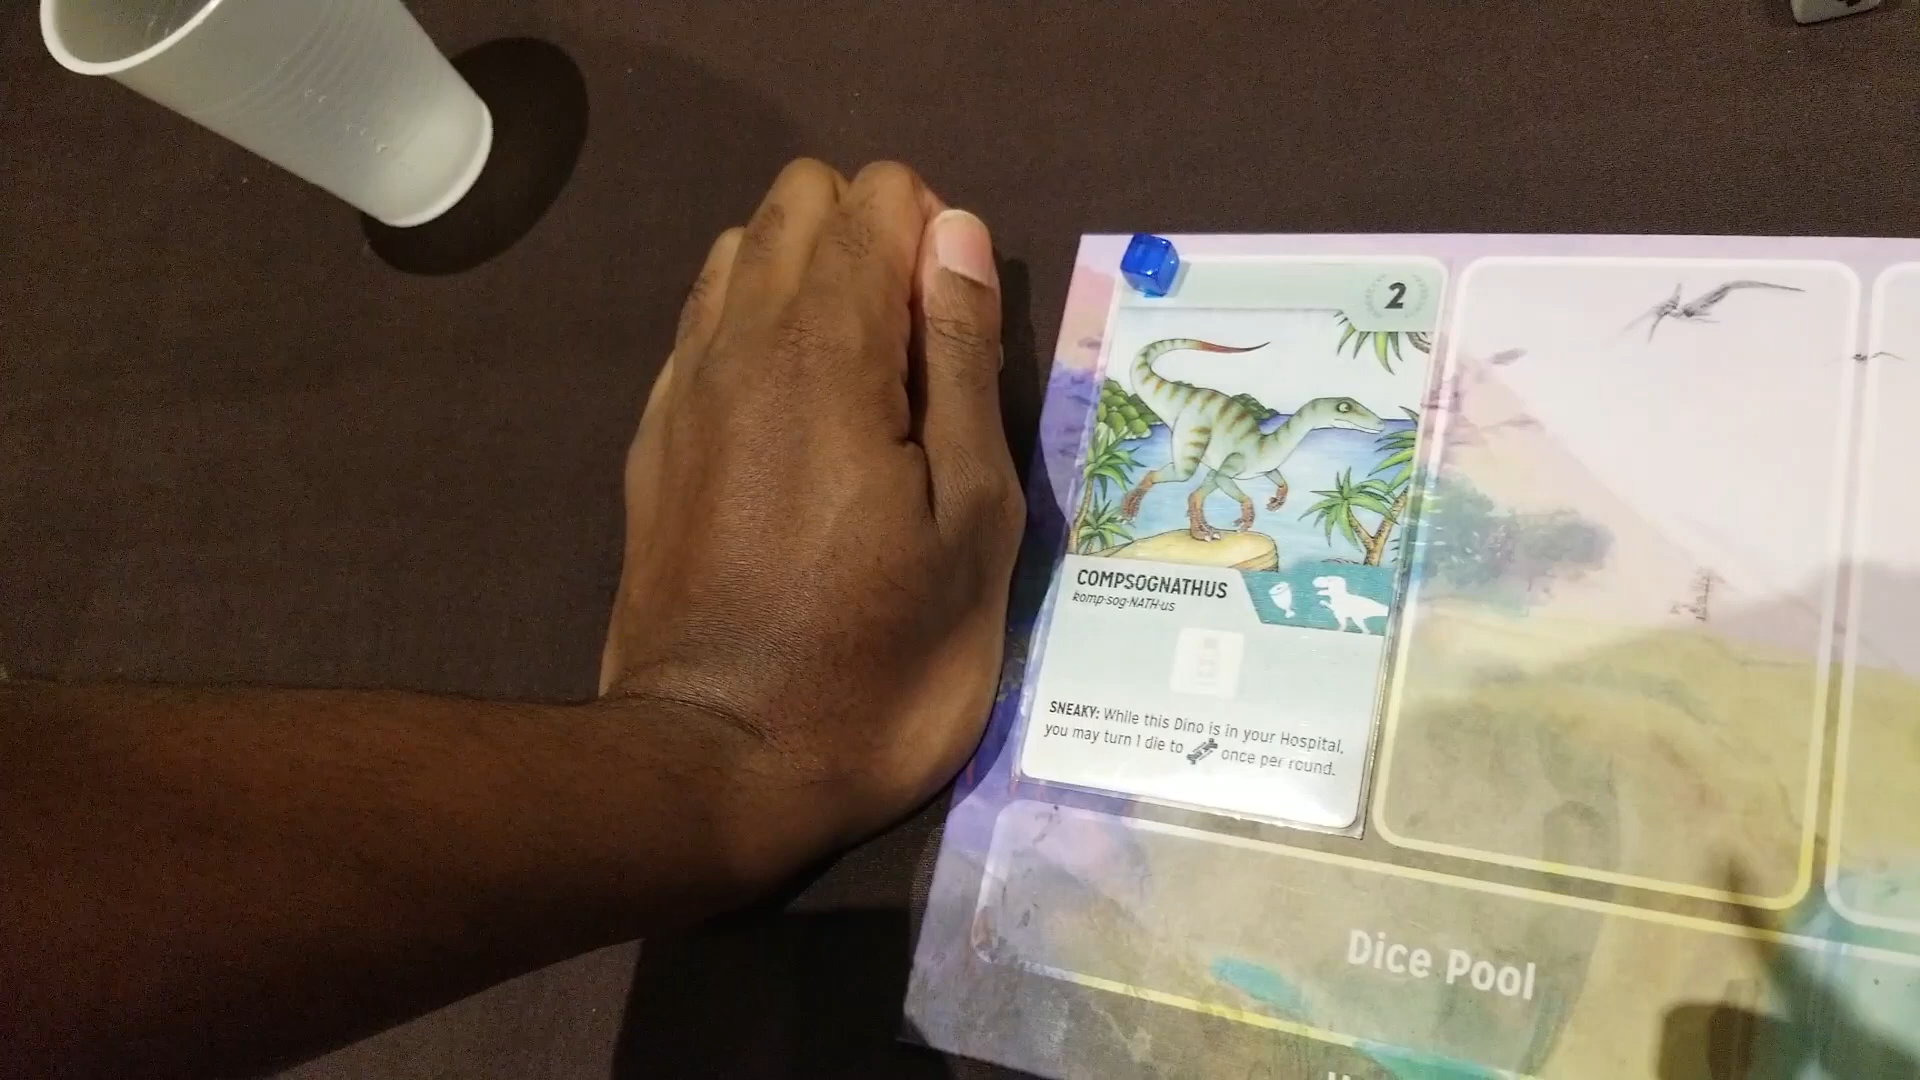 2
COMPSOGNATHUS
komp·sog·NATH·us
SNEAKY: While this Dino is in your Hospital,
you may turn 1 die to once per round.
Dice Pool